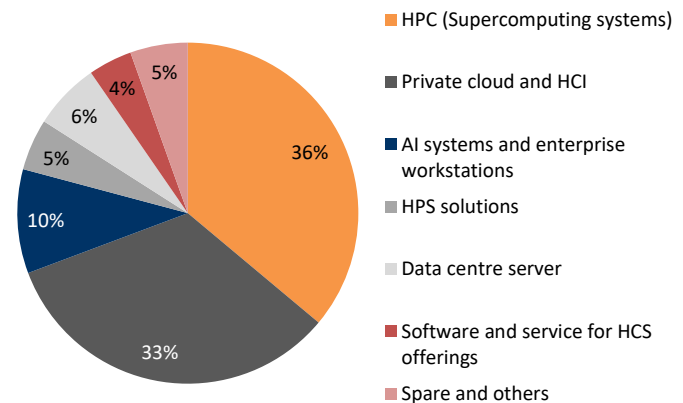 HPC (Supercomputing systems)
Private cloud and HCI
AI systems and enterprise
workstations
HPS solutions
Data centre server
Software and service for HCS
offerings
Spare and others
36%
33%
10%
5%
6%
4%
5%